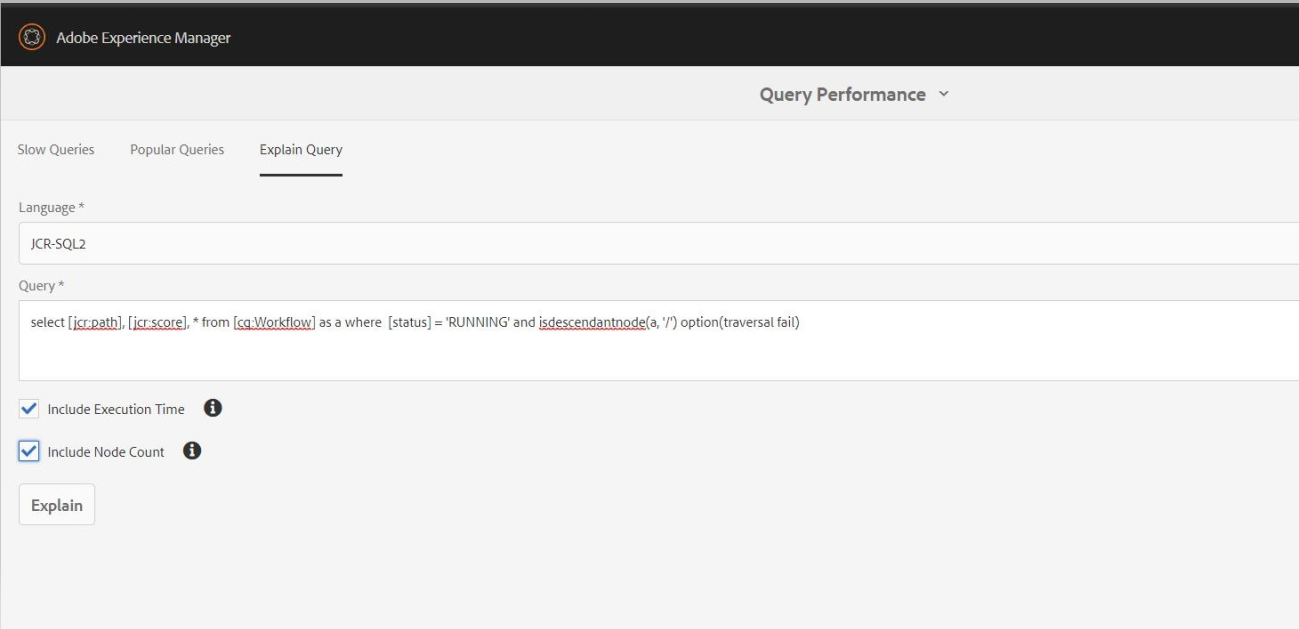 Adobe Experience Manager
Query Performance
Slow Queries Popular Queries Explain Query
Language *
JCR-SQL2
Query *
select [jcr:path], [jcr:score], * from [cq:Workflow] as a where  [status] = 'RUNNING' and isdescendantnode(a, '/') option(traversal fail)
Include Execution Time
Include Node Count
Explain